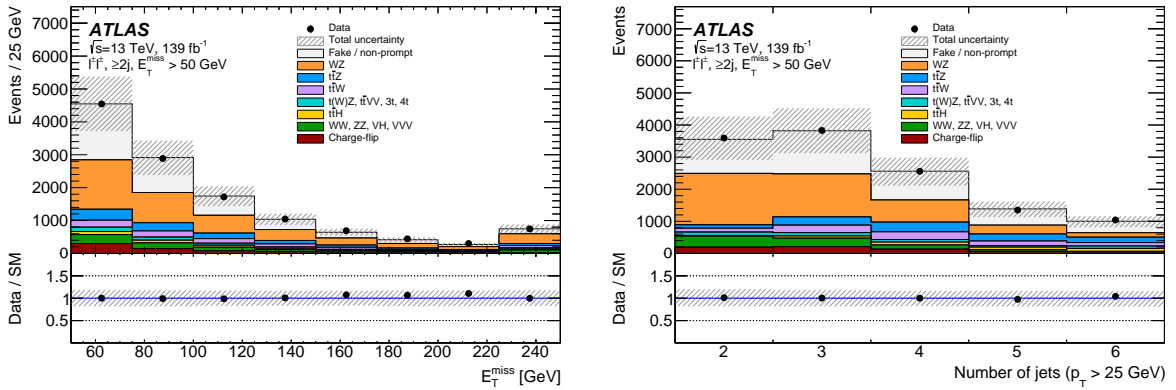 Events / 25 GeV
7000
6000
5000
4000
3000
2000
1000
0
ATLAS
√s=13 TeV, 139 fb⁻¹
l±l±, ≥2j, E_T^miss > 50 GeV
Data
Total uncertainty
Fake / non-prompt
WZ
tt̄Z
tt̄W
t(W)Z, tt̄VV, 3t, 4t
tt̄H
WW, ZZ, VH, VVV
Charge-flip
Data / SM
1.5
1
0.5
60 80 100 120 140 160 180 200 220 240
E_T^miss [GeV]
Events
7000
6000
5000
4000
3000
2000
1000
0
ATLAS
√s=13 TeV, 139 fb⁻¹
l±l±, ≥2j, E_T^miss > 50 GeV
Data
Total uncertainty
Fake / non-prompt
WZ
tt̄Z
tt̄W
t(W)Z, tt̄VV, 3t, 4t
tt̄H
WW, ZZ, VH, VVV
Charge-flip
Data / SM
1.5
1
0.5
2 3 4 5 6
Number of jets (p_T > 25 GeV)